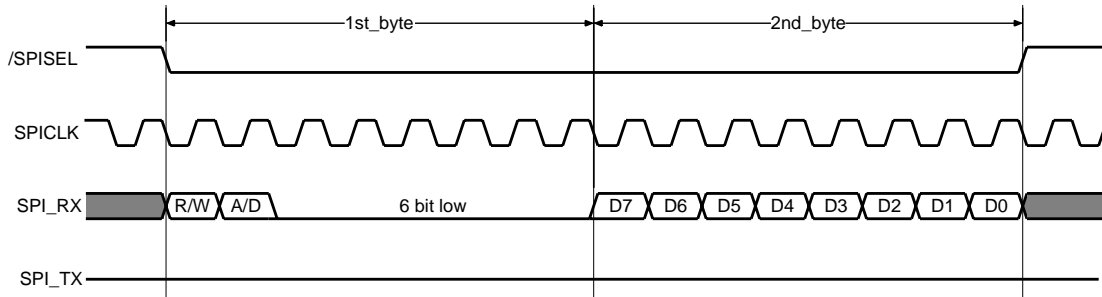 1st_byte 2nd_byte
/SPISEL
SPICLK
SPI_RX R/W A/D 6 bit low D7 D6 D5 D4 D3 D2 D1 D0
SPI_TX